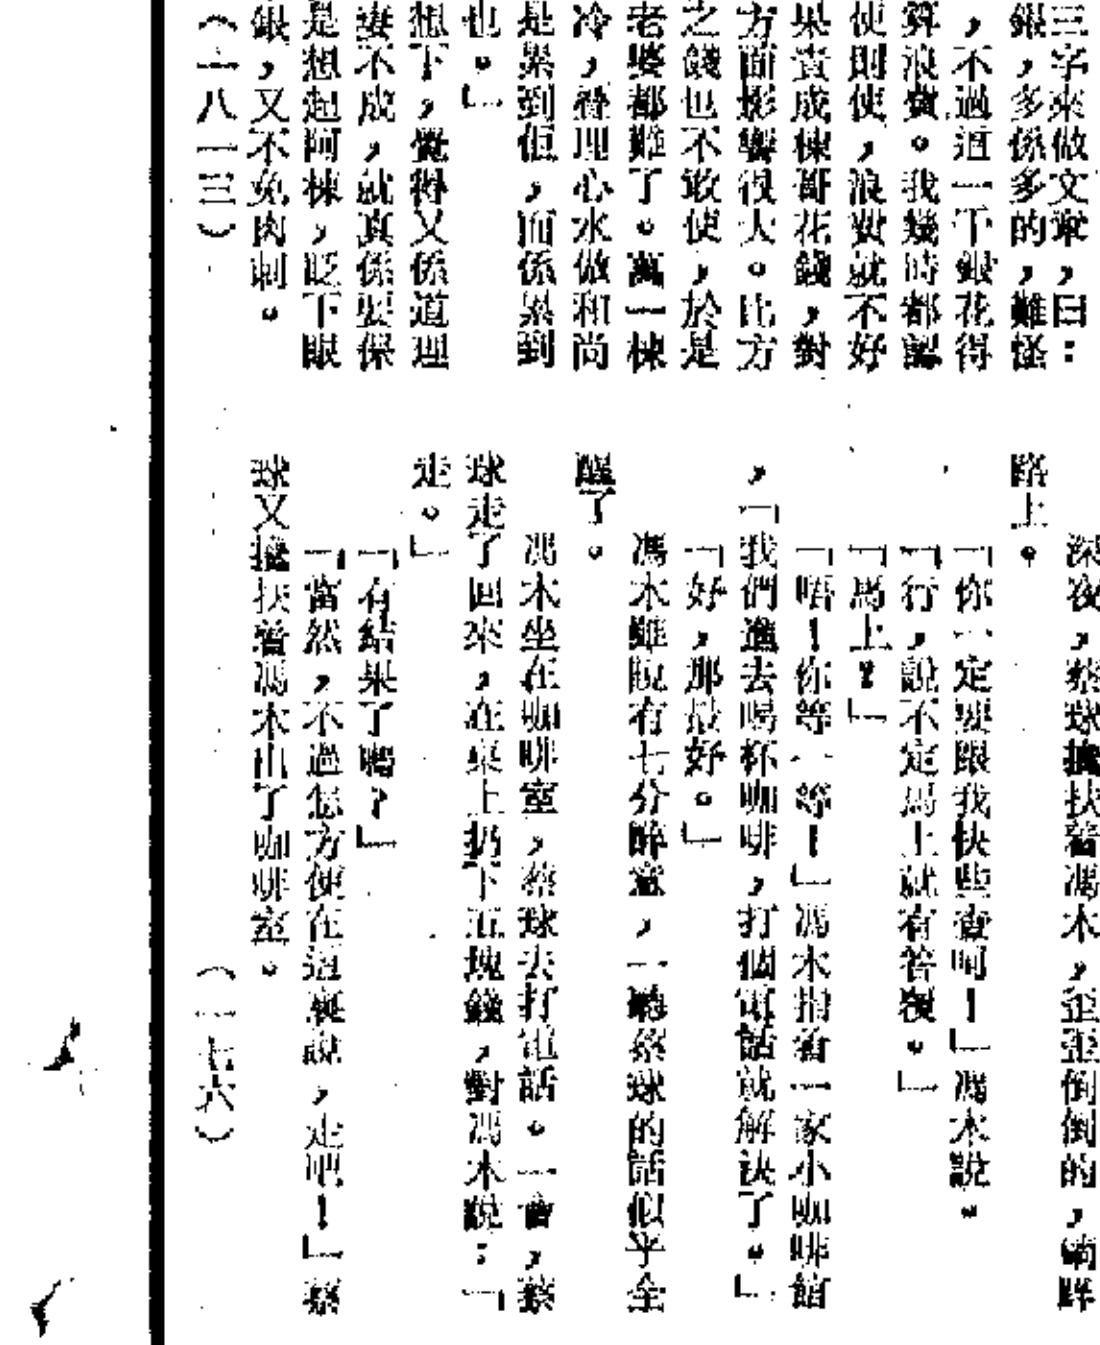 三字來做文章,曰:
銀,多係多多的,難怪
,不過這一千銀花得
算浪費。我幾時都認
使則使,浪費就不好
果責成棟哥花錢,對
方面影響很大。比方
之錢也不敢使,於是
老婆都難了。萬一棟
冷,聲理心水做和尚
是累到佢,而係累到
也。」
想下,覺得又係道理
妻不成,就真係要保
是想起阿棟,眨下眼
銀,又不免肉刺。
(一八一三)
深夜,蔡球攙扶着馮木,歪歪倒倒的,
路上。
「你一定要跟我快些查呵!」馮木說。
「行,說不定馬上就有答覆。」
「馬上?」
「唔!你等一等!」馮木指着一家小咖啡館
,「我們進去喝杯咖啡,打個電話就解決了。」
「好,那最好。」
馮木雖說有七分醉意,一聽蔡球的話似乎全
醒了。
馮木坐在咖啡室,蔡球去打電話。一會,蔡
球走了回來,在桌上扔下五塊錢,對馮木說:「
走。」
「有結果了嗎?」
「當然,不過怎方便在這裏說,走吧!」蔡
球又攙扶着馮木出了咖啡室。
(一七六)